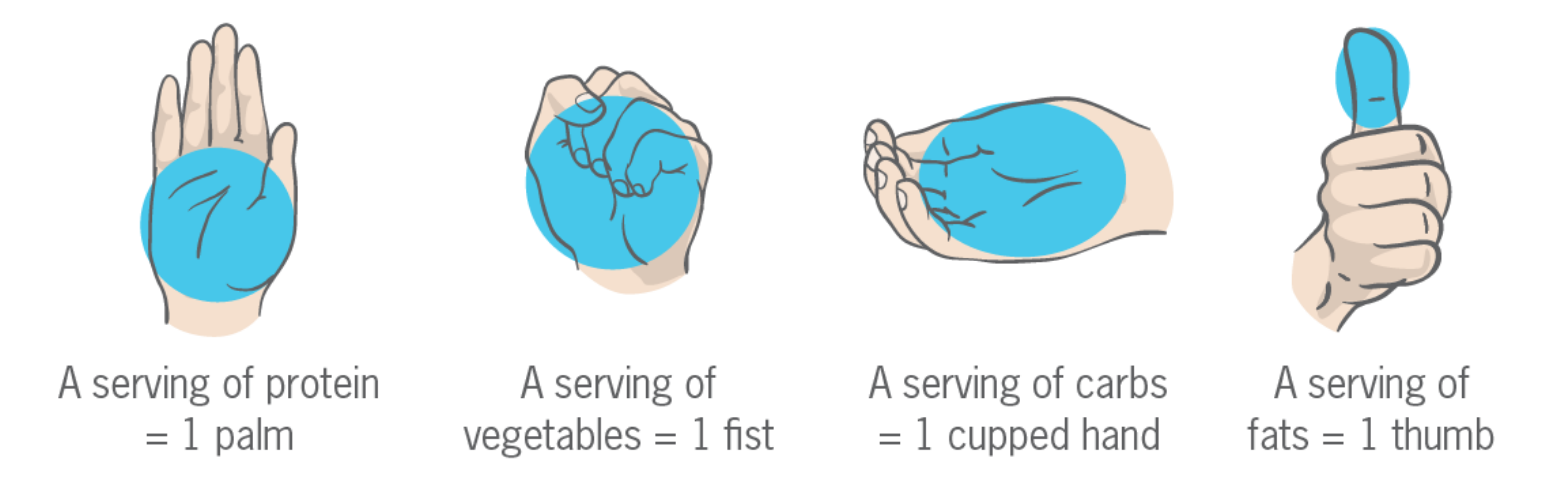 A serving of protein
= 1 palm
A serving of
vegetables = 1 fist
A serving of carbs
= 1 cupped hand
A serving of
fats = 1 thumb